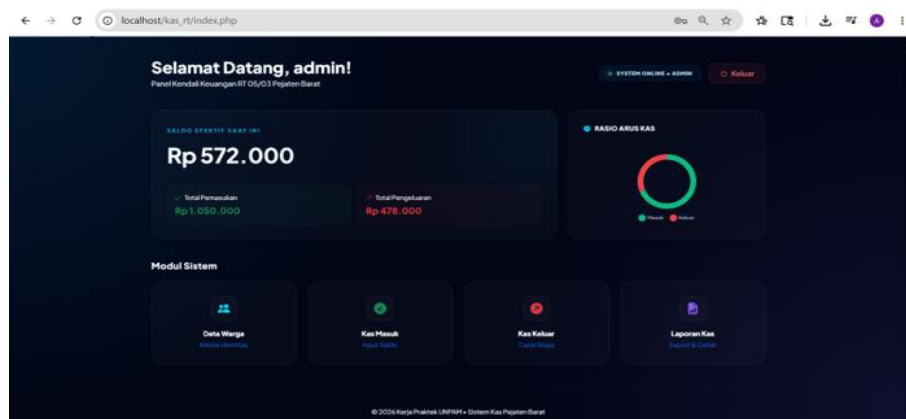 localhost/kas_rt/index.php
A
Selamat Datang, admin!
Panel Kendali Keuangan RT 05/03 Pejaten Barat
SYSTEM ONLINE • ADMIN
Keluar
SALDO EFEKTIF SAAT INI
Rp 572.000
Total Pemasukan
Rp 1.050.000
Total Pengeluaran
Rp 478.000
RASIO ARUS KAS
Masuk
Keluar
Modul Sistem
Data Warga
Kelola Identitas
Kas Masuk
Input Saldo
Kas Keluar
Catat Biaya
Laporan Kas
Export & Cetak
© 2026 Kerja Praktek UNPAM • Sistem Kas Pejaten Barat